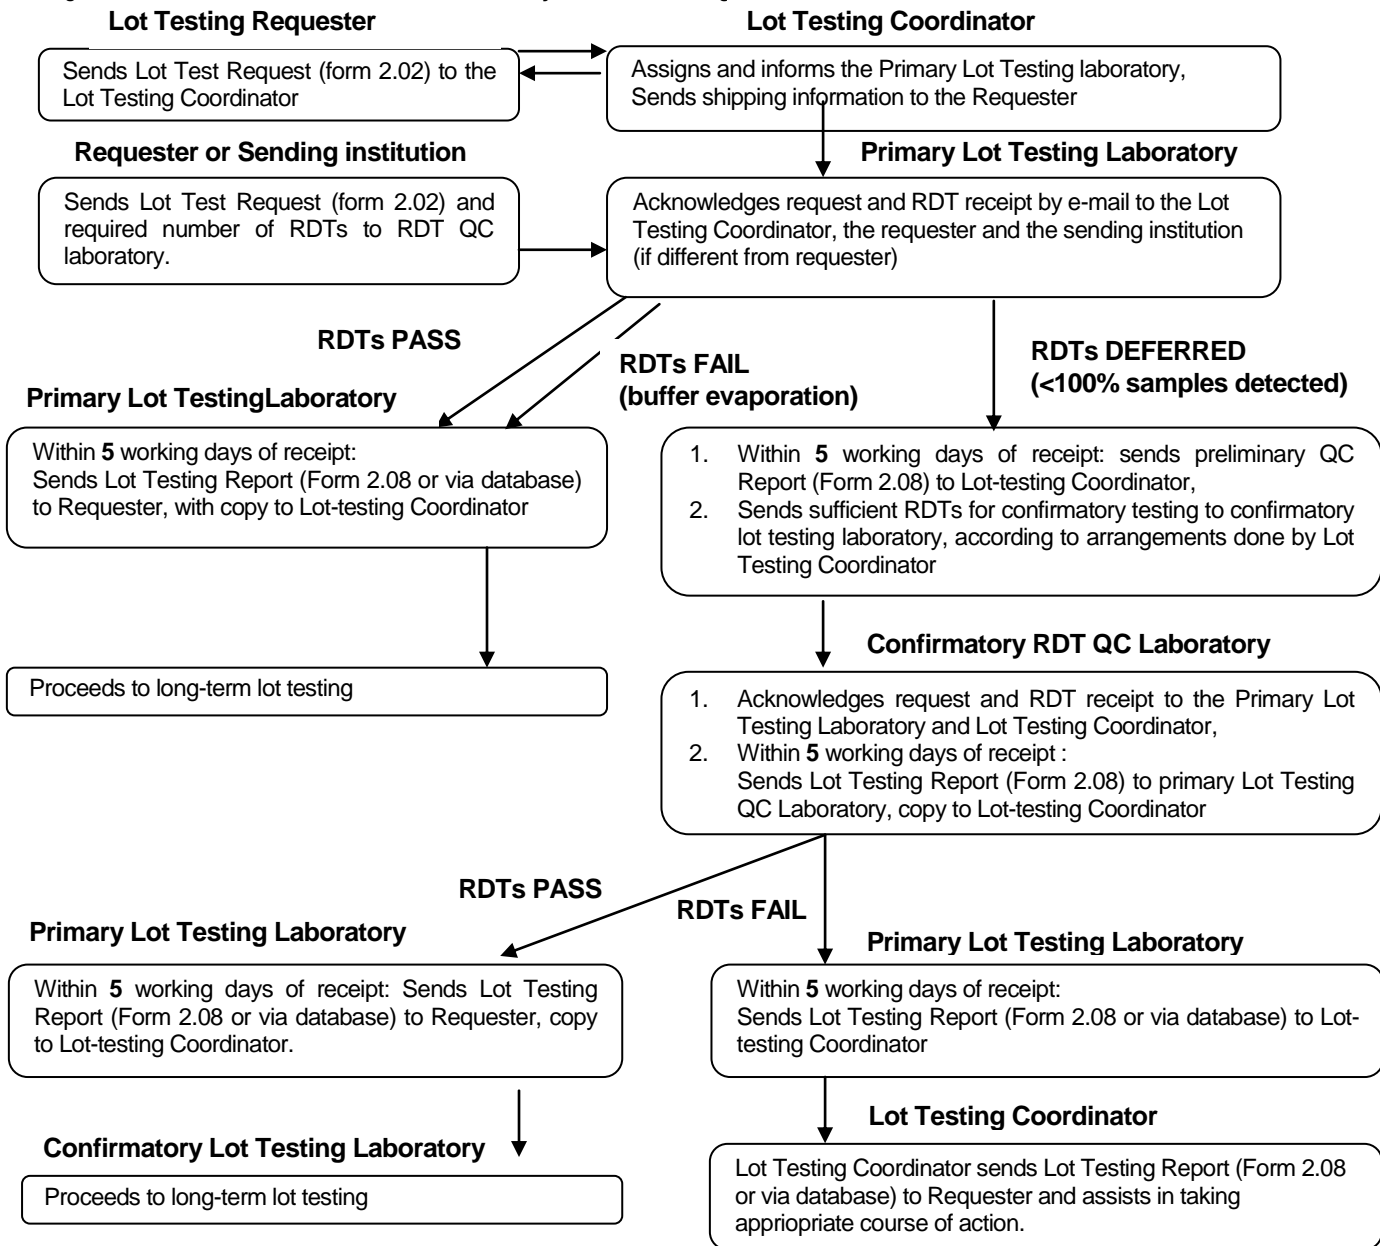 Lot Testing Requester
Lot Testing Coordinator
Sends Lot Test Request (form 2.02) to the
Lot Testing Coordinator
Assigns and informs the Primary Lot Testing laboratory,
Sends shipping information to the Requester
Requester or Sending institution
Primary Lot Testing Laboratory
Sends Lot Test Request (form 2.02) and
required number of RDTs to RDT QC
laboratory.
Acknowledges request and RDT receipt by e-mail to the Lot
Testing Coordinator, the requester and the sending institution
(if different from requester)
RDTs PASS
RDTs FAIL
(buffer evaporation)
RDTs DEFERRED
(<100% samples detected)
Primary Lot TestingLaboratory
Within 5 working days of receipt:
Sends Lot Testing Report (Form 2.08 or via database)
to Requester, with copy to Lot-testing Coordinator
1. Within 5 working days of receipt: sends preliminary QC
Report (Form 2.08) to Lot-testing Coordinator,
2. Sends sufficient RDTs for confirmatory testing to confirmatory
lot testing laboratory, according to arrangements done by Lot
Testing Coordinator
Confirmatory RDT QC Laboratory
Proceeds to long-term lot testing
1. Acknowledges request and RDT receipt to the Primary Lot
Testing Laboratory and Lot Testing Coordinator,
2. Within 5 working days of receipt :
Sends Lot Testing Report (Form 2.08) to primary Lot Testing
QC Laboratory, copy to Lot-testing Coordinator
RDTs PASS
RDTs FAIL
Primary Lot Testing Laboratory
Primary Lot Testing Laboratory
Within 5 working days of receipt: Sends Lot Testing
Report (Form 2.08 or via database) to Requester, copy
to Lot-testing Coordinator.
Within 5 working days of receipt:
Sends Lot Testing Report (Form 2.08 or via database) to Lot-
testing Coordinator
Lot Testing Coordinator
Confirmatory Lot Testing Laboratory
Proceeds to long-term lot testing
Lot Testing Coordinator sends Lot Testing Report (Form 2.08
or via database) to Requester and assists in taking
appriopriate course of action.